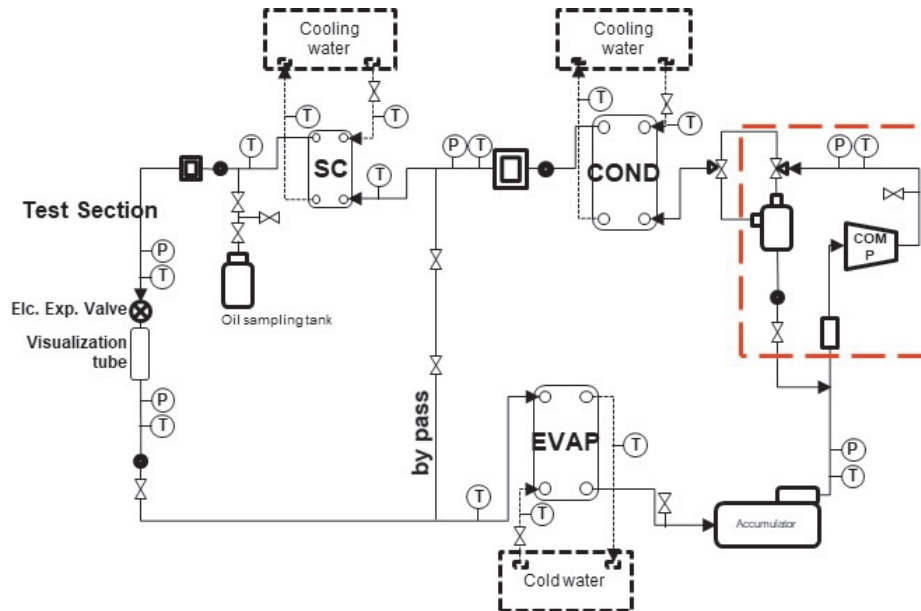 Cooling
water
Cooling
water
T
T
T
T
T
SC
T
P
T
T
T
COND
P
T
Test Section
P
T
COM
P
Elc. Exp. Valve
Oil sampling tank
Visualization
tube
P
T
by pass
EVAP
T
P
T
T
T
Accumulator
Cold water